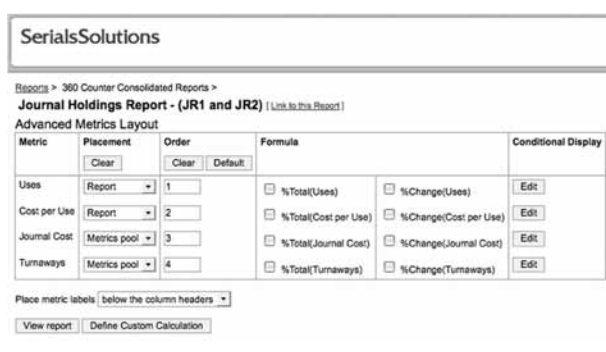 SerialsSolutions
Reports > 360 Counter Consolidated Reports >
Journal Holdings Report - (JR1 and JR2) [ Link to this Report ]
Advanced Metrics Layout
Metric Placement Order Formula Conditional Display
Clear Clear Default
Uses Report 1 %Total(Uses) %Change(Uses) Edit
Cost per Use Report 2 %Total(Cost per Use) %Change(Cost per Use) Edit
Journal Cost Metrics pool 3 %Total(Journal Cost) %Change(Journal Cost) Edit
Turnaways Metrics pool 4 %Total(Turnaways) %Change(Turnaways) Edit
Place metric labels below the column headers
View report Define Custom Calculation